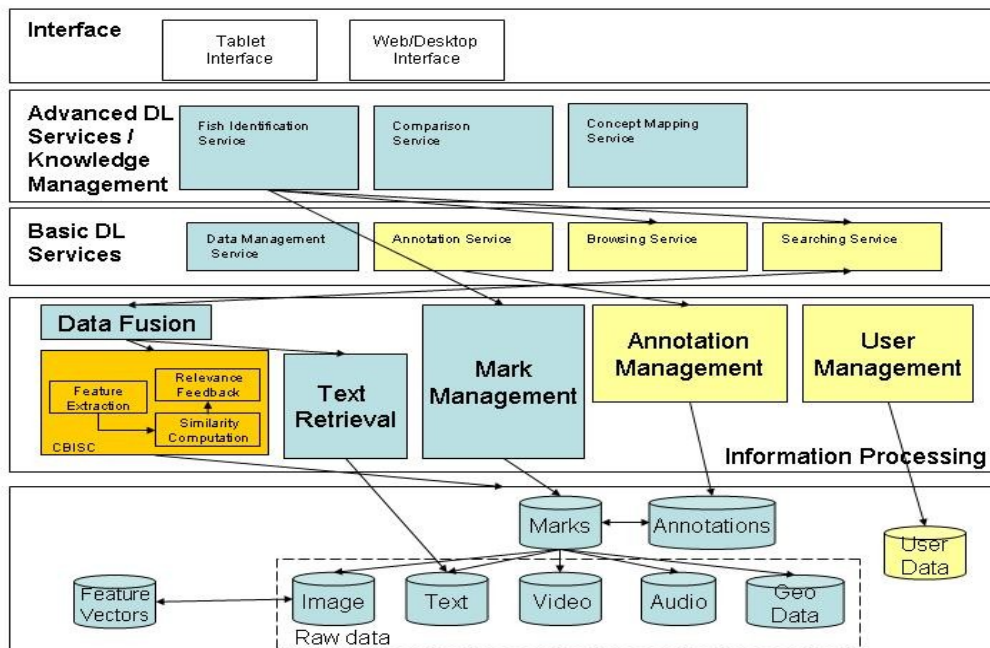 Interface
Tablet
Interface
Web/Desktop
Interface
Advanced DL
Services /
Knowledge
Management
Fish Identification
Service
Comparison
Service
Concept Mapping
Service
Basic DL
Services
Data Management
Service
Annotation Service
Browsing Service
Searching Service
Data Fusion
Feature
Extraction
Relevance
Feedback
Similarity
Computation
CBISC
Text
Retrieval
Mark
Management
Annotation
Management
User
Management
Information Processing
Marks
Annotations
User
Data
Feature
Vectors
Image
Text
Video
Audio
Geo
Data
Raw data